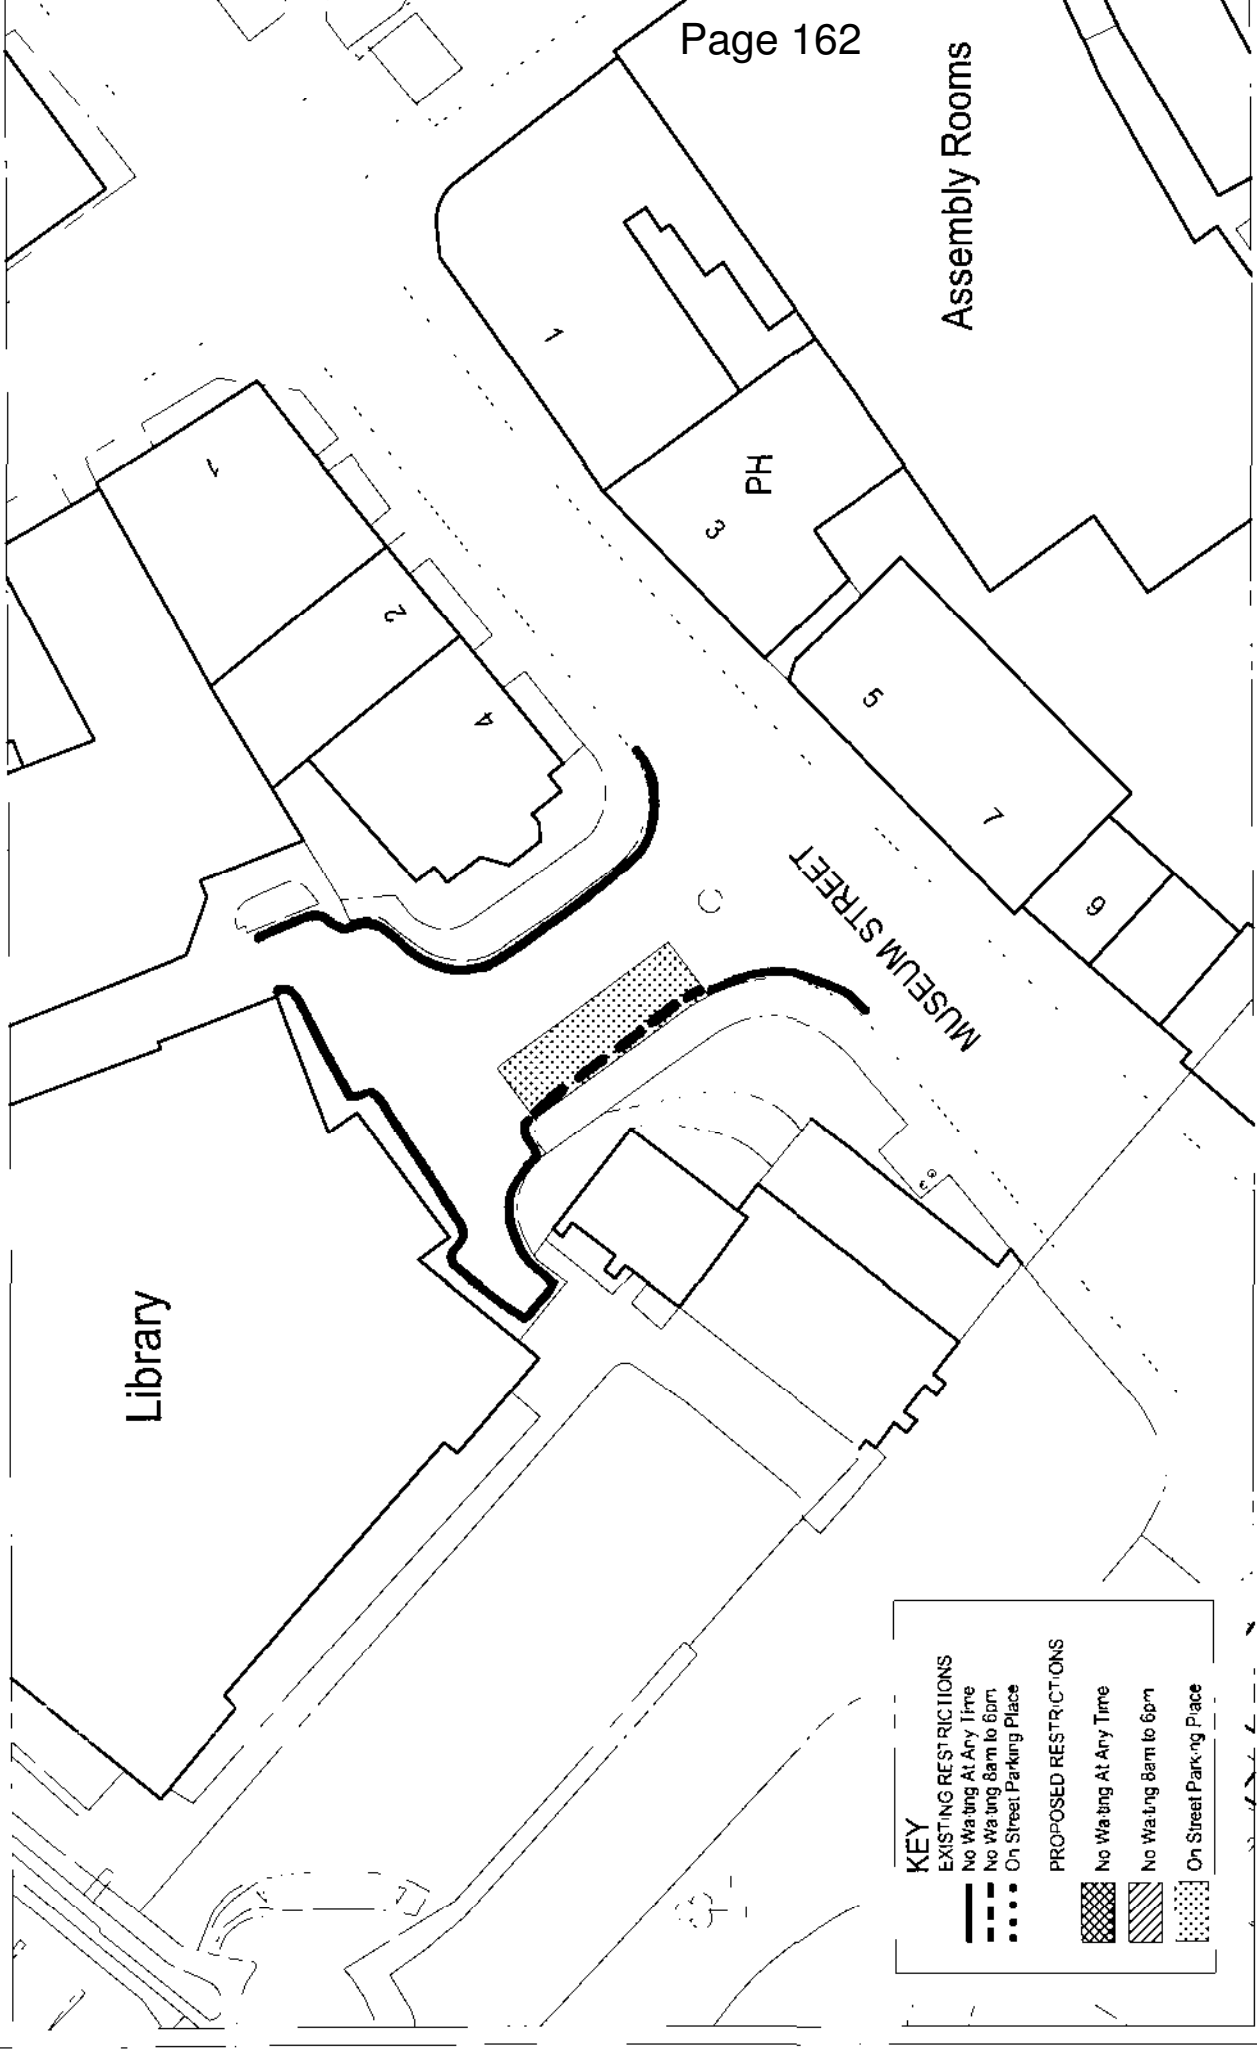 Page 162
Assembly Rooms
1
1
PH
3
2
4
5
7
9
MUSEUM STREET
Library
KEY
EXISTING RESTRICTIONS
No Waiting At Any Time
No Waiting 8am to 6pm
On Street Parking Place
PROPOSED RESTRICTIONS
No Waiting At Any Time
No Waiting 8am to 6pm
On Street Parking Place